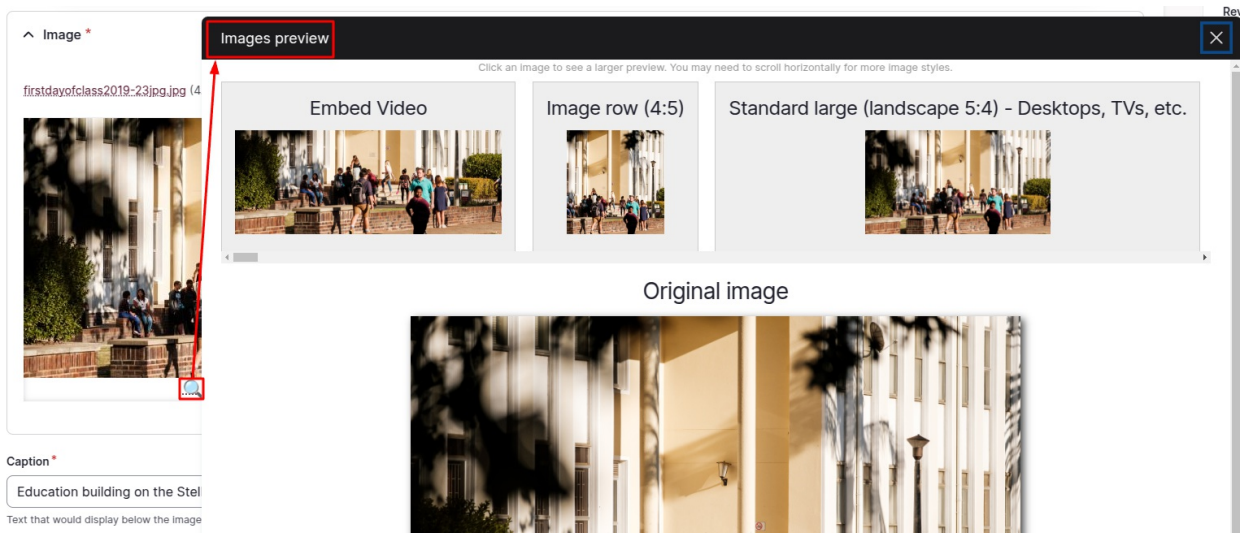 Rev
Image *
Images preview
Click an image to see a larger preview. You may need to scroll horizontally for more image styles.
firstdayofclass2019-23jpg.jpg (4
Embed Video
Image row (4:5)
Standard large (landscape 5:4) - Desktops, TVs, etc.
Original image
Caption *
Education building on the Stel
Text that would display below the image